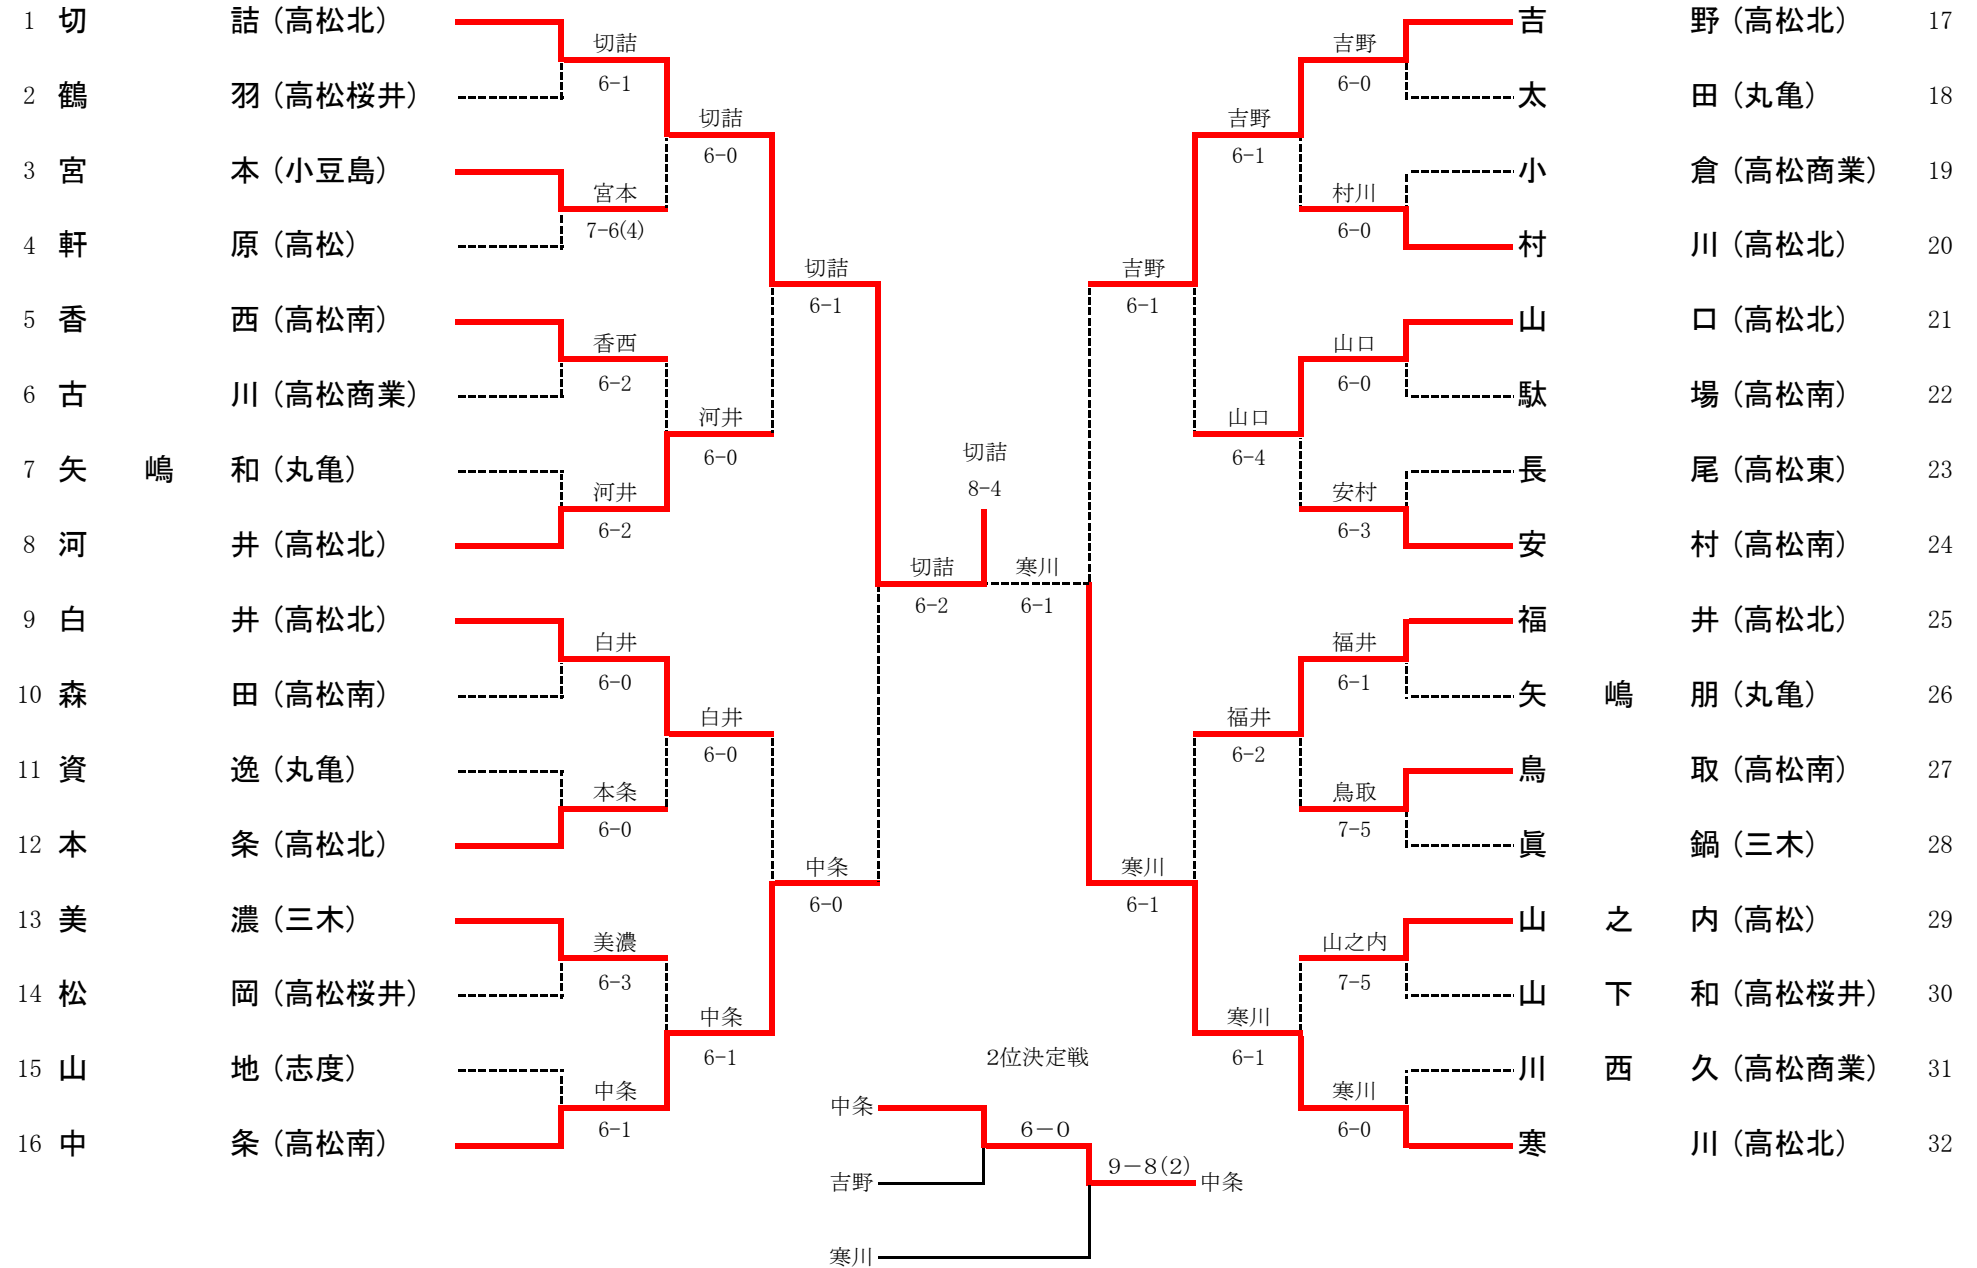 1 切 詰 (高松北)
2 鶴 羽 (高松桜井)
3 宮 本 (小豆島)
4 軒 原 (高松)
5 香 西 (高松南)
6 古 川 (高松商業)
7 矢 嶋 和 (丸亀)
8 河 井 (高松北)
9 白 井 (高松北)
10 森 田 (高松南)
11 資 逸 (丸亀)
12 本 条 (高松北)
13 美 濃 (三木)
14 松 岡 (高松桜井)
15 山 地 (志度)
16 中 条 (高松南)
切詰
6-1
宮本
7-6(4)
香西
6-2
河井
6-2
白井
6-0
本条
6-0
美濃
6-3
中条
6-1
切詰
6-0
河井
6-0
白井
6-0
中条
6-1
切詰
6-1
中条
6-0
切詰
6-2
切詰
8-4
寒川
6-1
吉野
6-1
寒川
6-1
吉野
6-1
山口
6-4
福井
6-2
寒川
6-1
吉野
6-0
村川
6-0
山口
6-0
安村
6-3
福井
6-1
鳥取
7-5
山之内
7-5
寒川
6-0
吉 野 (高松北) 17
太 田 (丸亀) 18
小 倉 (高松商業) 19
村 川 (高松北) 20
山 口 (高松北) 21
駄 場 (高松南) 22
長 尾 (高松東) 23
安 村 (高松南) 24
福 井 (高松北) 25
矢 嶋 朋 (丸亀) 26
鳥 取 (高松南) 27
眞 鍋 (三木) 28
山 之 内 (高松) 29
山 下 和 (高松桜井) 30
川 西 久 (高松商業) 31
寒 川 (高松北) 32
2位決定戦
中条
6－0
吉野
9－8(2)
中条
寒川